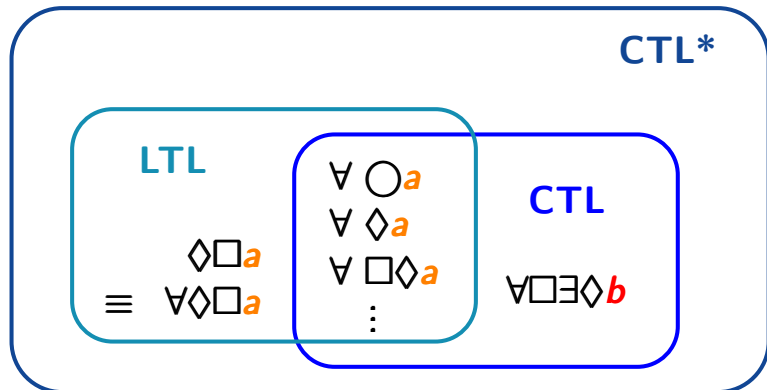 CTL*
LTL
◊□a
≡ ∀◊□a
∀ ○a
∀ ◊a
∀ □◊a
⋮
CTL
∀□∃◊b